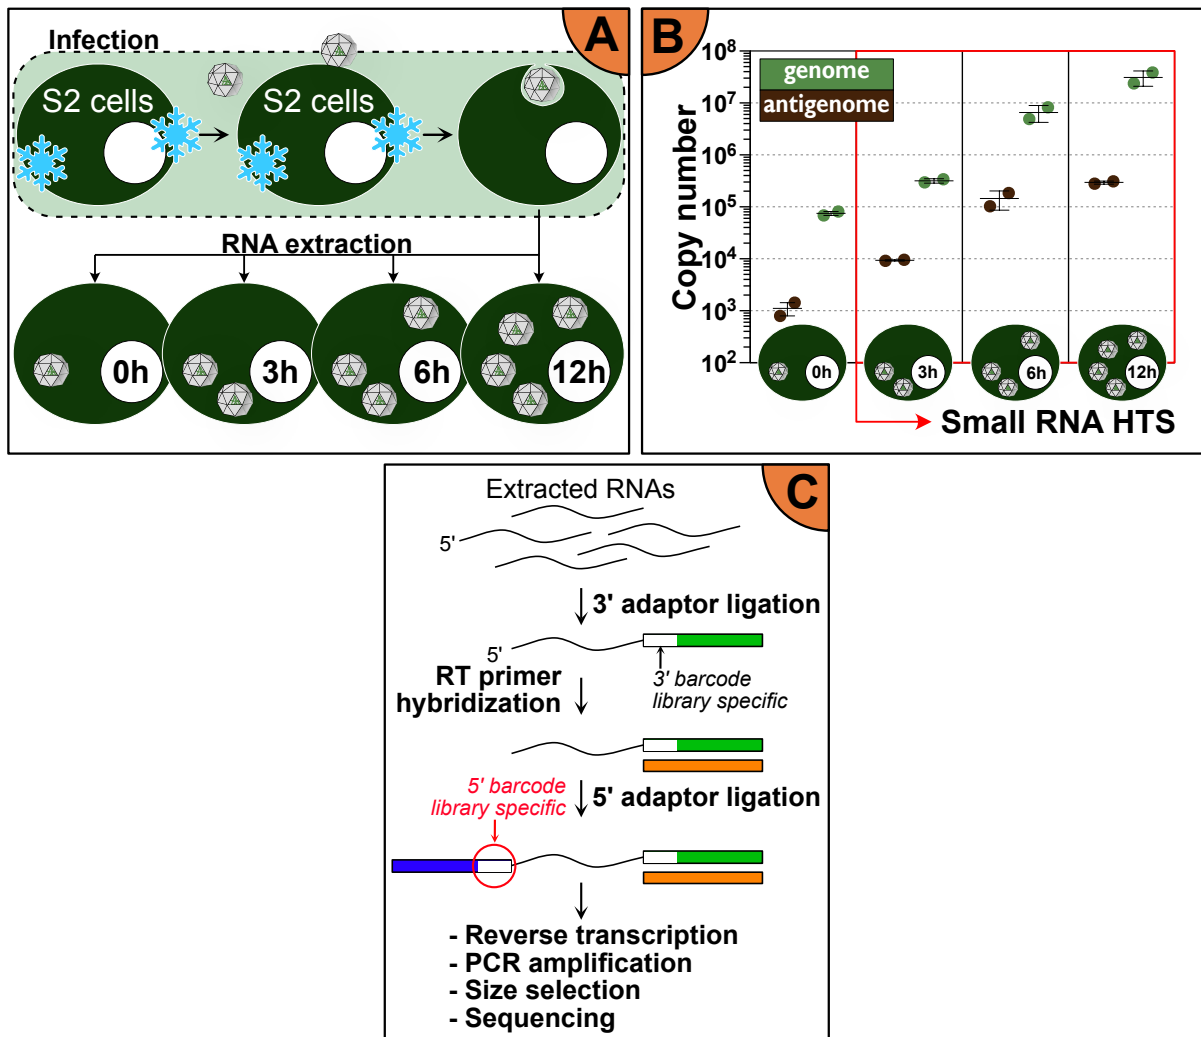 A
Infection
S2 cells
S2 cells
RNA extraction
0h
3h
6h
12h
B
10^8
10^7
10^6
10^5
10^4
10^3
10^2
Copy number
genome
antigenome
0h
3h
6h
12h
Small RNA HTS
C
Extracted RNAs
5'
3' adaptor ligation
5'
RT primer
hybridization
3' barcode
library specific
5' barcode
library specific
5' adaptor ligation
- Reverse transcription
- PCR amplification
- Size selection
- Sequencing